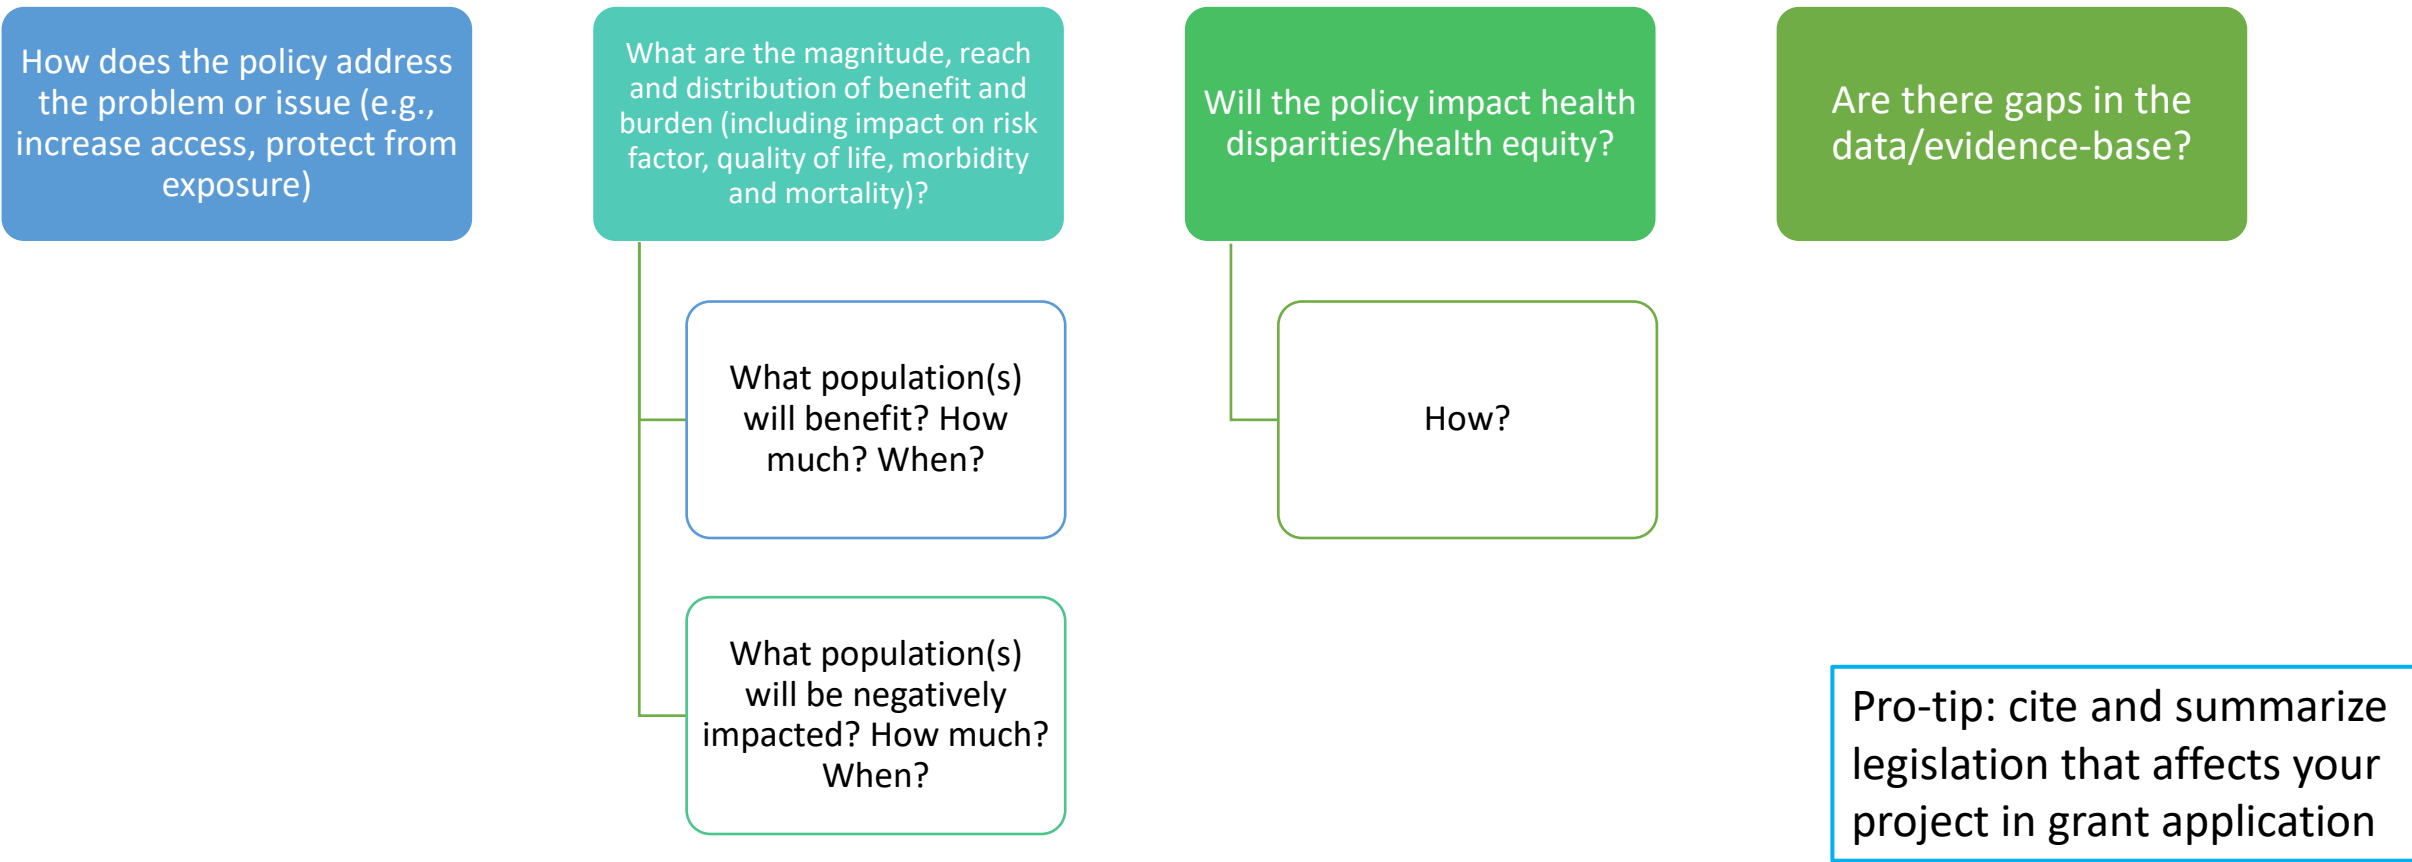 How does the policy address
the problem or issue (e.g.,
increase access, protect from
exposure)
What are the magnitude, reach
and distribution of benefit and
burden (including impact on risk
factor, quality of life, morbidity
and mortality)?
What population(s)
will benefit? How
much? When?
What population(s)
will be negatively
impacted? How much?
When?
Will the policy impact health
disparities/health equity?
How?
Are there gaps in the
data/evidence-base?
Pro-tip: cite and summarize
legislation that affects your
project in grant application